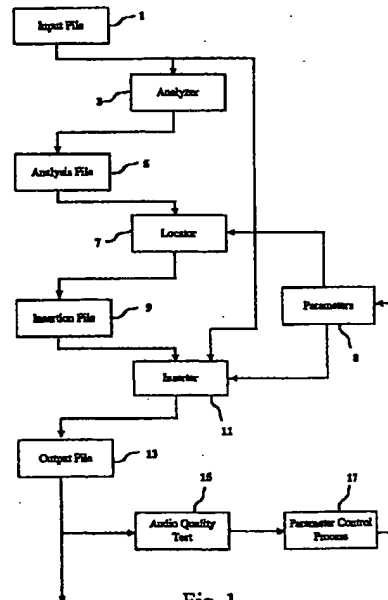 Input File
1
Analyzer
3
Analysis File
5
Locator
7
Parameters
8
Insertion File
9
Inserter
11
Output File
13
Audio Quality
Test
15
Parameter Control
Process
17
Fig. 1